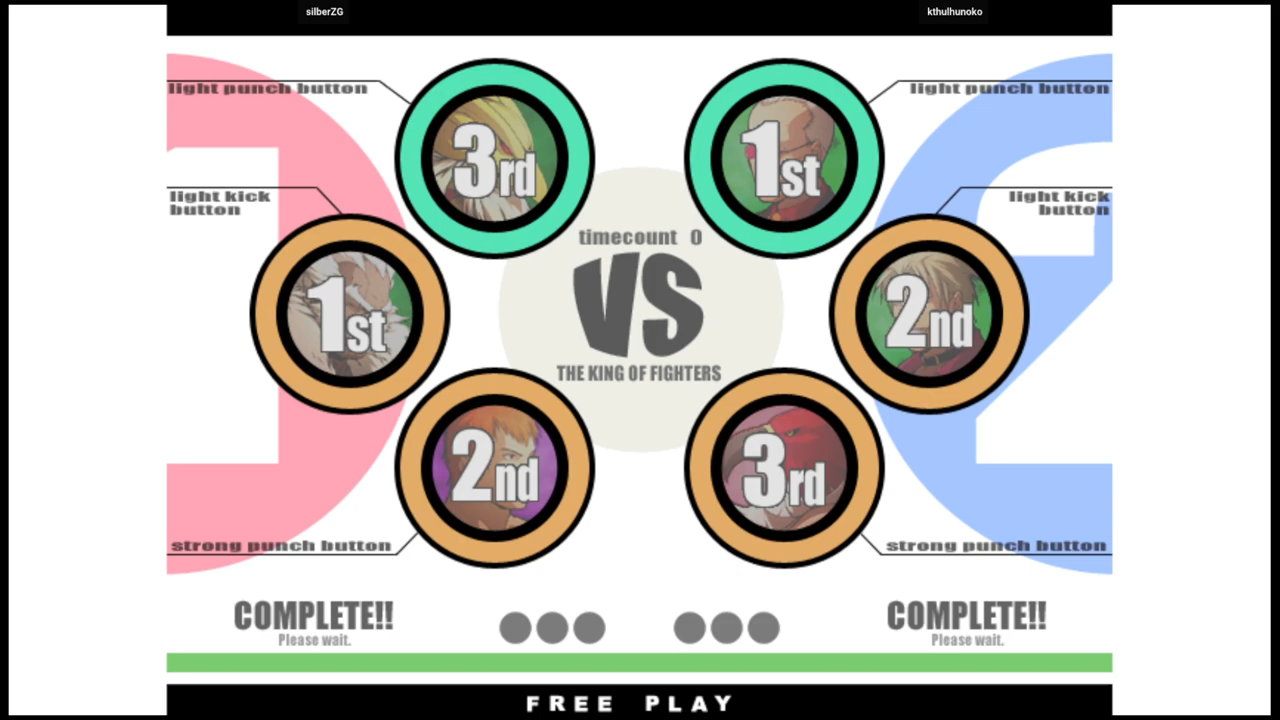 silberZG
kthulhunoko
light punch button
light punch button
3rd
1st
light kick
button
light kick
button
timecount 0
VS
1st
2nd
THE KING OF FIGHTERS
2nd
3rd
strong punch button
strong punch button
COMPLETE!!
Please wait.
COMPLETE!!
Please wait.
FREE PLAY